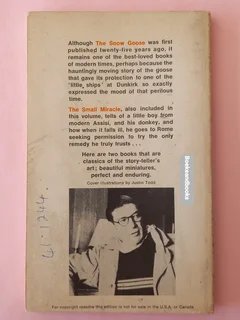 Although The Snow Goose was first
published twenty-five years ago, it
remains one of the best-loved books
of modern times, perhaps because the
hauntingly moving story of the goose
that gave its protection to one of the
'little, ships' at Dunkirk so exactly
expressed the mood of that perilous
time.
The Small Miracle, also included in
this volume, tells of a little boy from
modern Assisi, and his donkey, and
how when it falls ill, he goes to Rome
seeking permission to try the only
remedy he truly trusts . . .
Here are two books that are
classics of the story-teller's
art; beautiful miniatures,
perfect and enduring.
Cover illustrations by Justin Todd
61.1244.
Booksandbooks
For copyright reasons this edition is not for sale in the U.S.A. or Canada